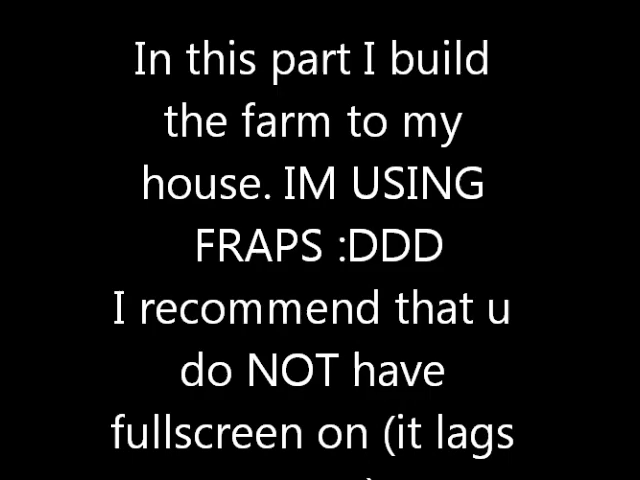 In this part I build
the farm to my
house. IM USING
FRAPS :DDD
I recommend that u
do NOT have
fullscreen on (it lags